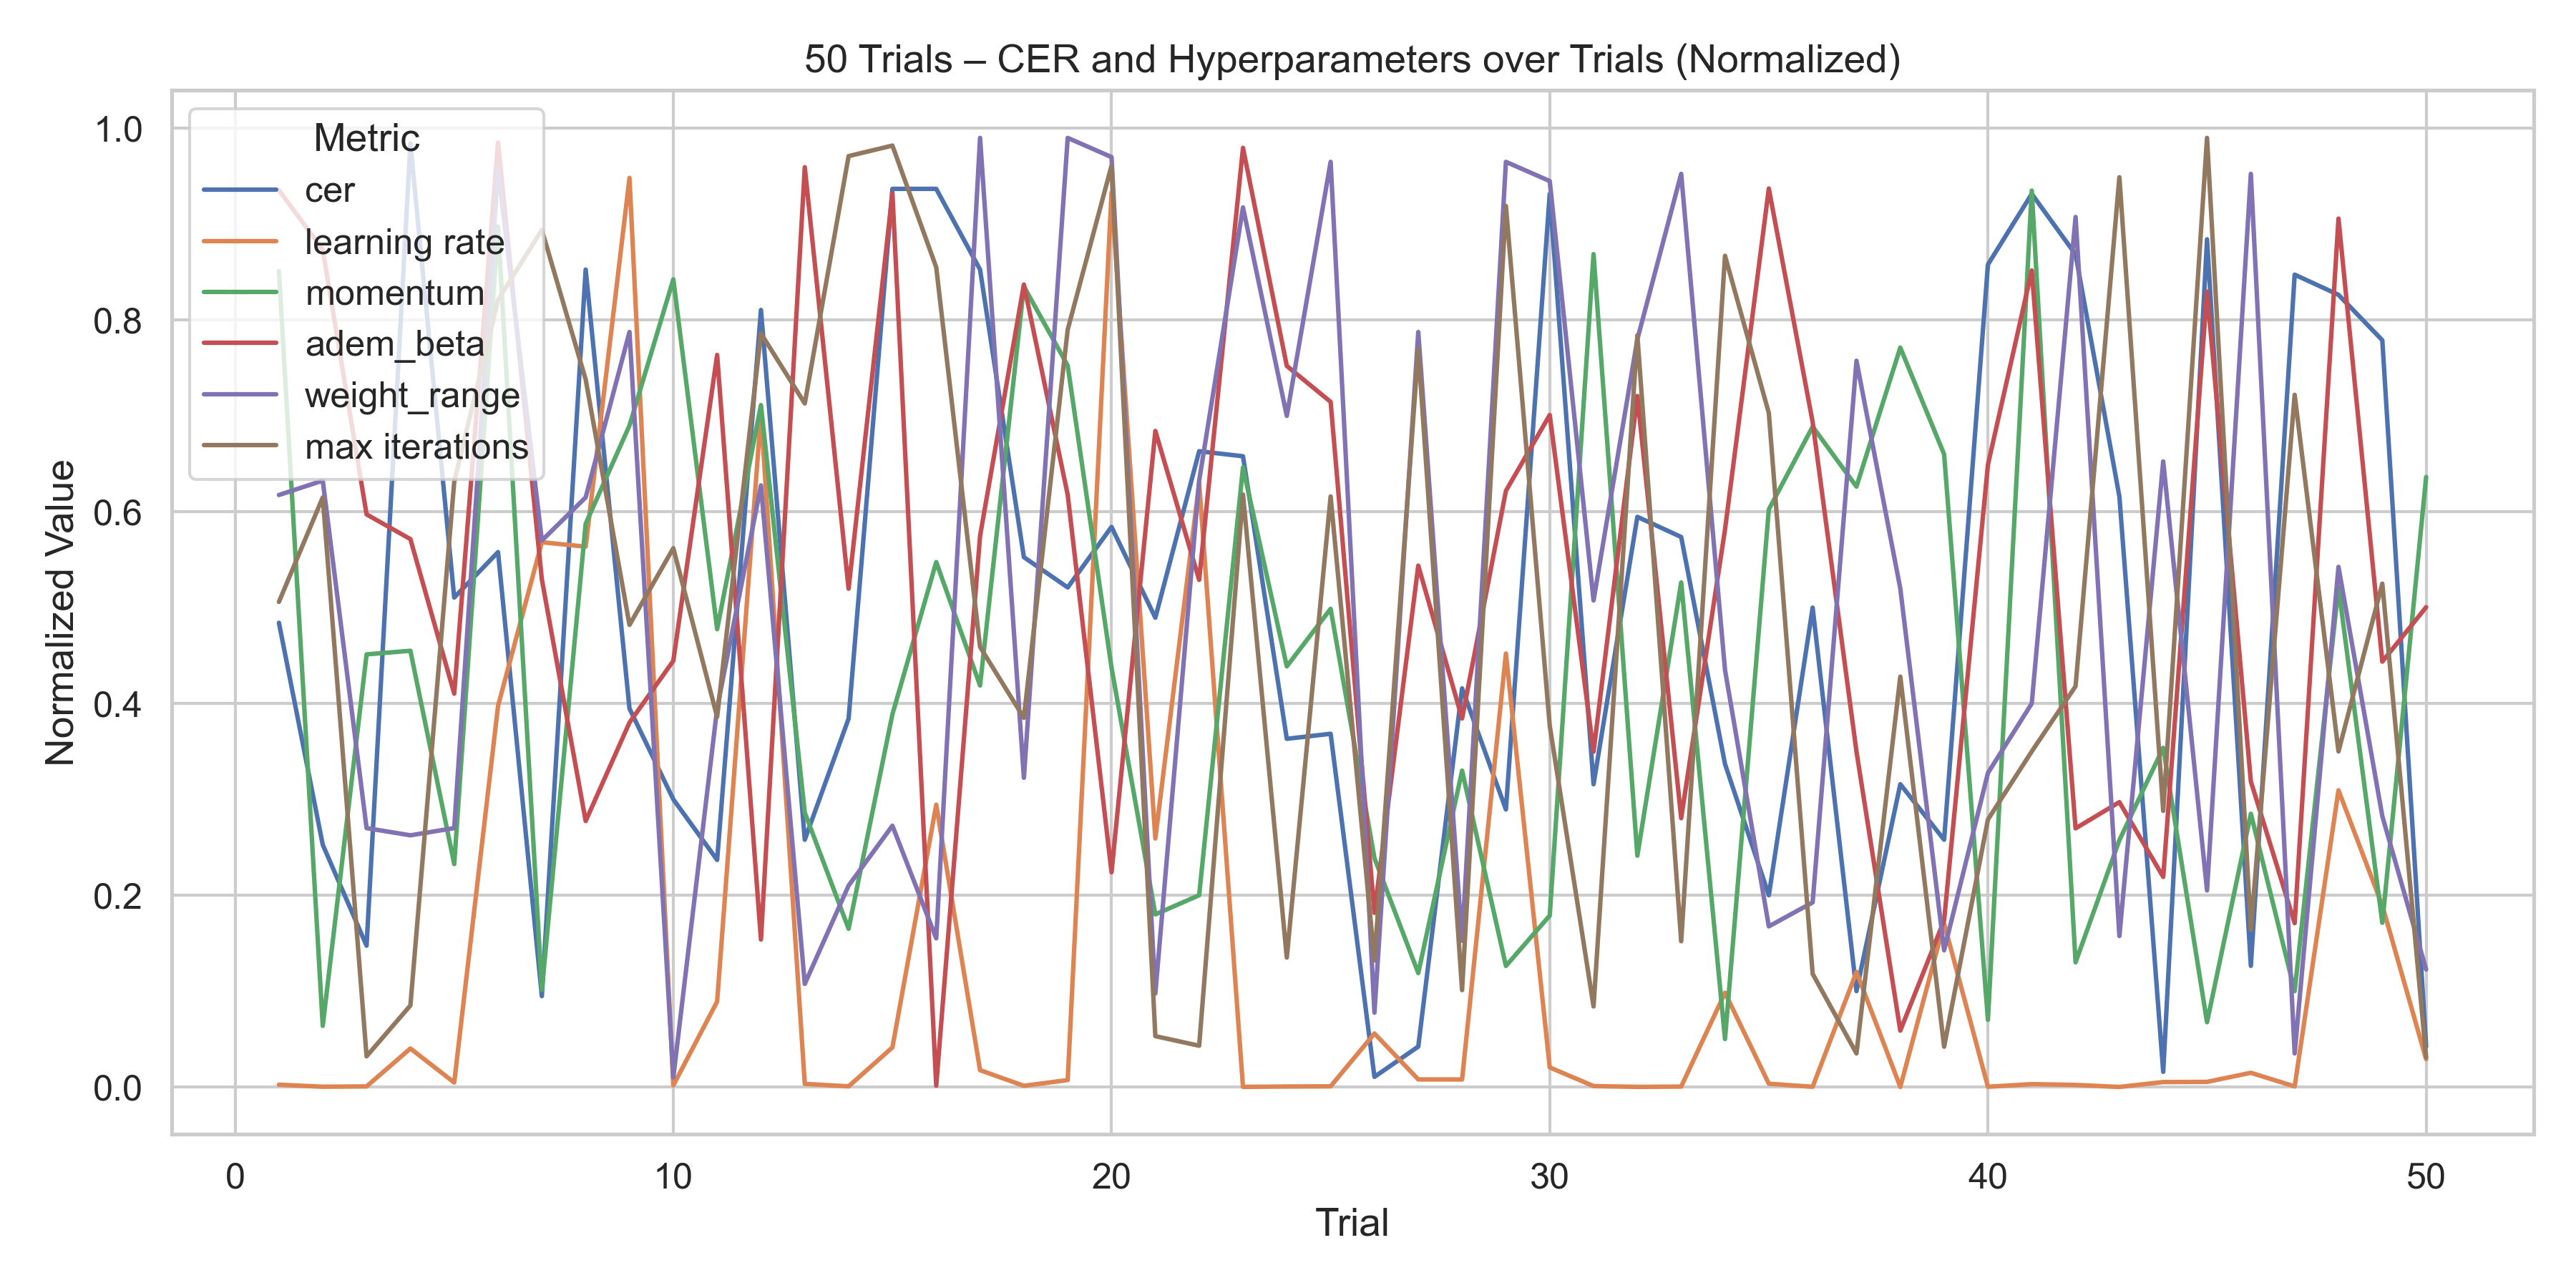 50 Trials – CER and Hyperparameters over Trials (Normalized)
Metric
cer
learning rate
momentum
adem_beta
weight_range
max iterations
Normalized Value
1.0
0.8
0.6
0.4
0.2
0.0
0 10 20 30 40 50
Trial